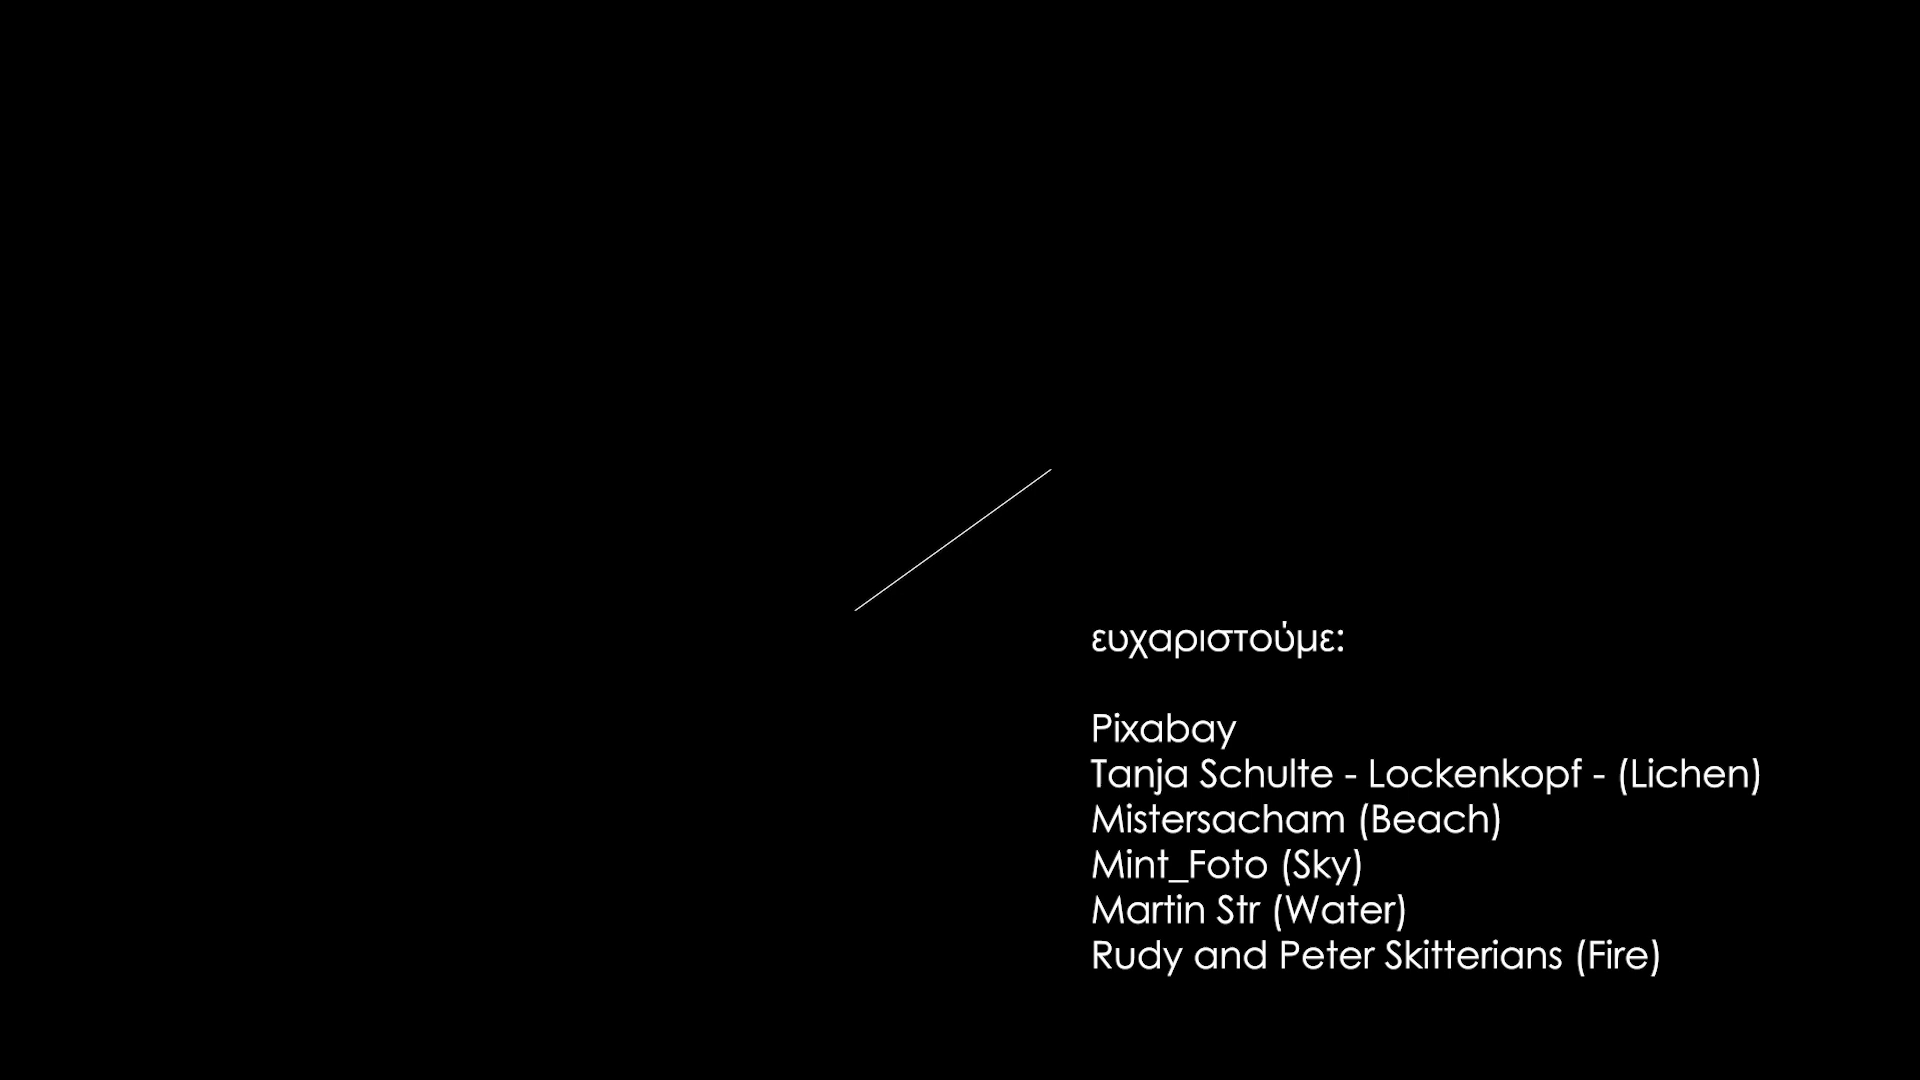 ευχαριστούμε:
Pixabay
Tanja Schulte - Lockenkopf - (Lichen)
Mistersacham (Beach)
Mint_Foto (Sky)
Martin Str (Water)
Rudy and Peter Skitterians (Fire)